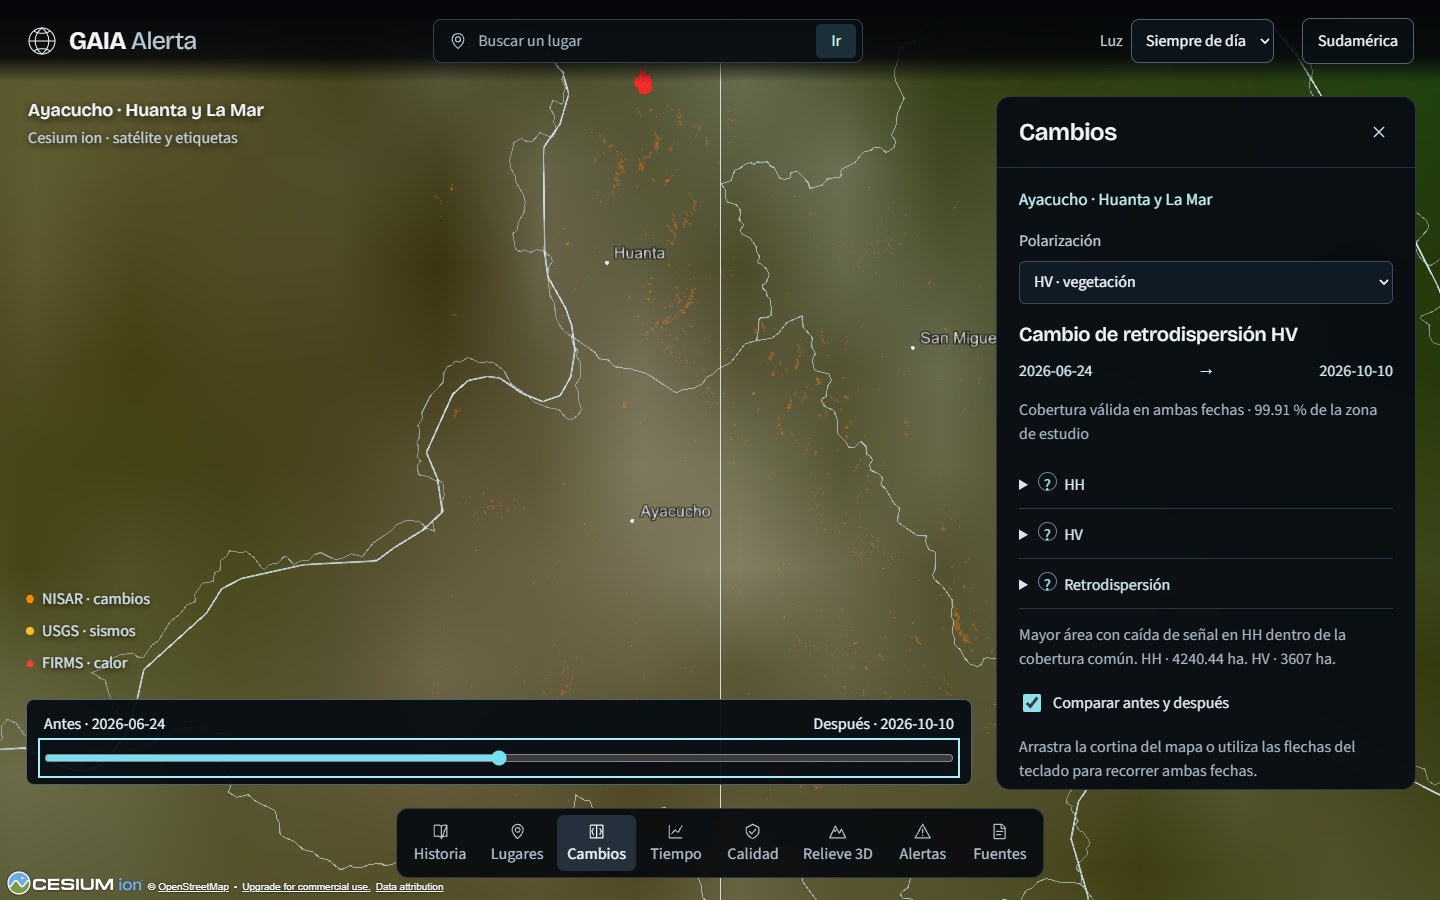 GAIA Alerta
Buscar un lugar
Ir
Luz
Siempre de día
Sudamérica
Ayacucho · Huanta y La Mar
Cesium ion · satélite y etiquetas
Huanta
San Migue
Ayacucho
NISAR · cambios
USGS · sismos
FIRMS · calor
Antes · 2026-06-24
Después · 2026-10-10
Cambios
Ayacucho · Huanta y La Mar
Polarización
HV · vegetación
Cambio de retrodispersión HV
2026-06-24 → 2026-10-10
Cobertura válida en ambas fechas · 99.91 % de la zona
de estudio
? HH
? HV
? Retrodispersión
Mayor área con caída de señal en HH dentro de la
cobertura común. HH · 4240.44 ha. HV · 3607 ha.
Comparar antes y después
Arrastra la cortina del mapa o utiliza las flechas del
teclado para recorrer ambas fechas.
Historia
Lugares
Cambios
Tiempo
Calidad
Relieve 3D
Alertas
Fuentes
CESIUM ion
© OpenStreetMap • Upgrade for commercial use. Data attribution